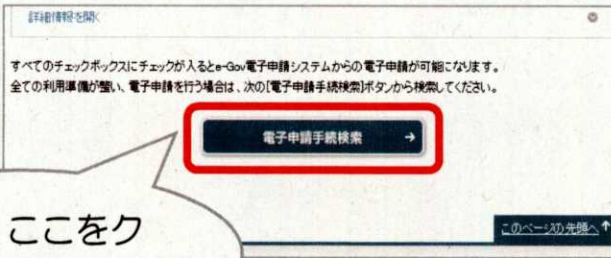 詳細情報を開く
すべてのチェックボックスにチェックが入るとe-Gov電子申請システムからの電子申請が可能になります。
全ての利用準備が整い、電子申請を行う場合は、次の[電子申請手続検索]ボタンから検索してください。
電子申請手続検索 →
ここをク
このページの先頭へ↑